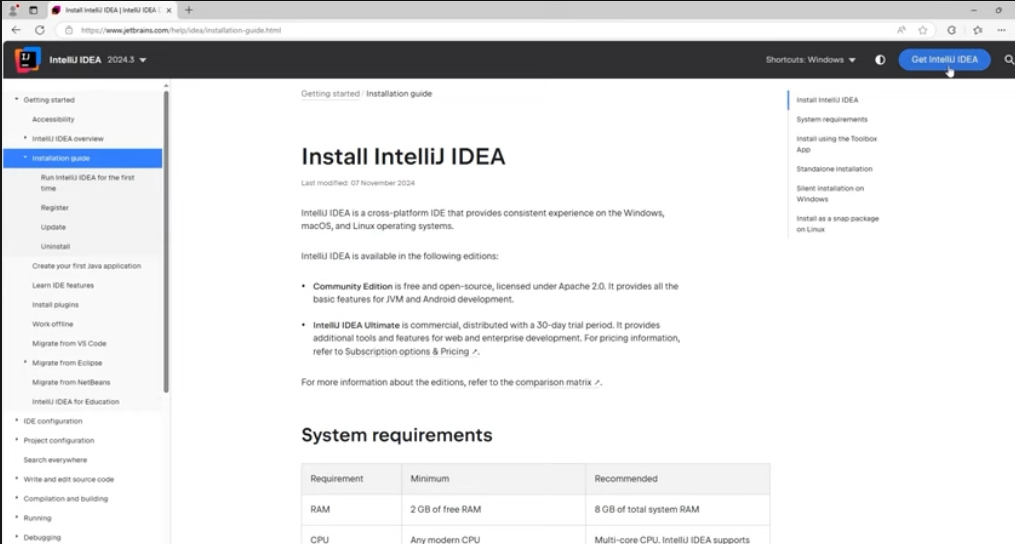 Install IntelliJ IDEA | IntelliJ IDEA
https://www.jetbrains.com/help/idea/installation-guide.html
IJ
IntelliJ IDEA 2024.3
Shortcuts: Windows
Get IntelliJ IDEA
Getting started
Accessibility
IntelliJ IDEA overview
Installation guide
Run IntelliJ IDEA for the first
time
Register
Update
Uninstall
Create your first Java application
Learn IDE features
Install plugins
Work offline
Migrate from VS Code
Migrate from Eclipse
Migrate from NetBeans
IntelliJ IDEA for Education
IDE configuration
Project configuration
Search everywhere
Write and edit source code
Compilation and building
Running
Debugging
Getting started / Installation guide
Install IntelliJ IDEA
Last modified: 07 November 2024
IntelliJ IDEA is a cross-platform IDE that provides consistent experience on the Windows,
macOS, and Linux operating systems.
IntelliJ IDEA is available in the following editions:
• Community Edition is free and open-source, licensed under Apache 2.0. It provides all the
basic features for JVM and Android development.
• IntelliJ IDEA Ultimate is commercial, distributed with a 30-day trial period. It provides
additional tools and features for web and enterprise development. For pricing information,
refer to Subscription options & Pricing ↗.
For more information about the editions, refer to the comparison matrix ↗.
System requirements
Requirement Minimum Recommended
RAM 2 GB of free RAM 8 GB of total system RAM
CPU Any modern CPU Multi-core CPU. IntelliJ IDEA supports
Install IntelliJ IDEA
System requirements
Install using the Toolbox
App
Standalone installation
Silent installation on
Windows
Install as a snap package
on Linux